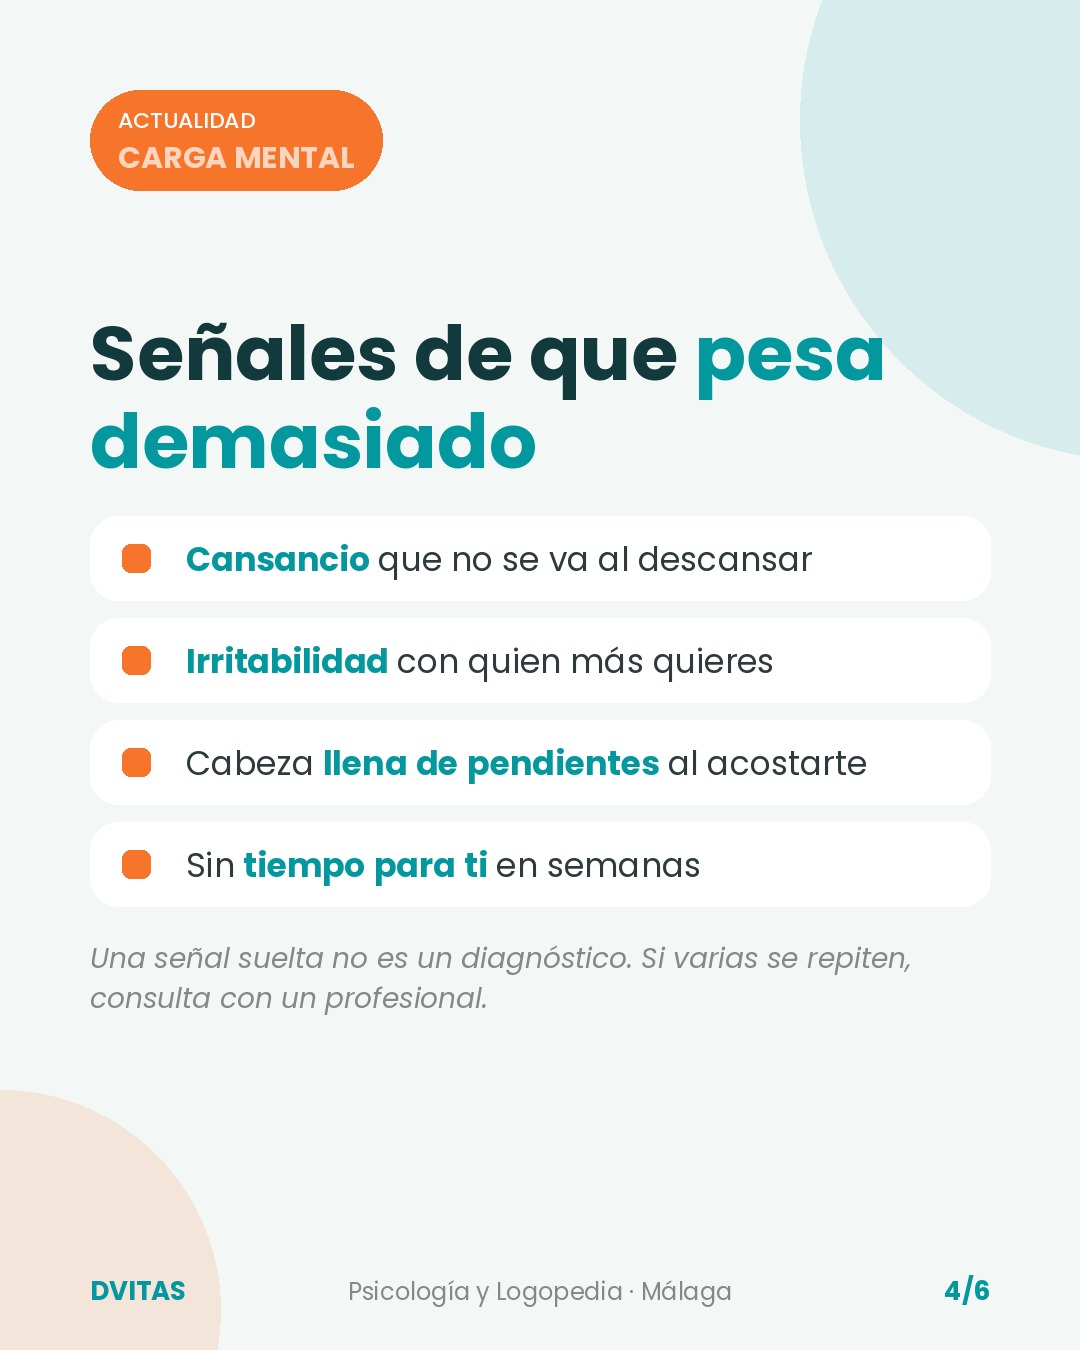 ACTUALIDAD
CARGA MENTAL
Señales de que pesa
demasiado
Cansancio que no se va al descansar
Irritabilidad con quien más quieres
Cabeza llena de pendientes al acostarte
Sin tiempo para ti en semanas
Una señal suelta no es un diagnóstico. Si varias se repiten,
consulta con un profesional.
DVITAS
Psicología y Logopedia · Málaga
4/6